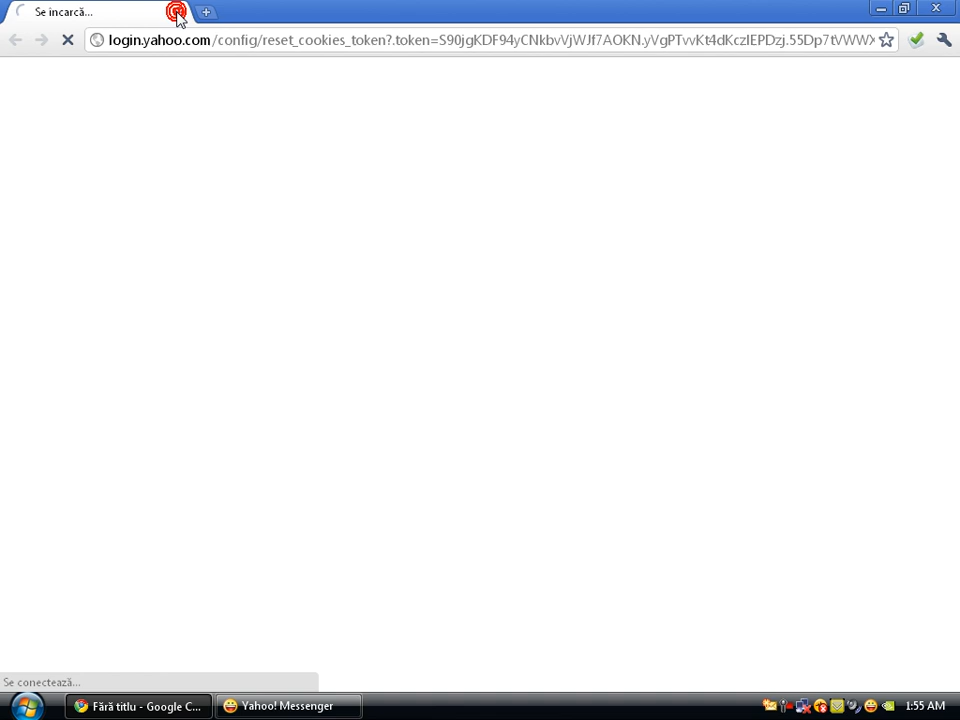 Se incarcă...
login.yahoo.com/config/reset_cookies_token?.token=S90jgKDF94yCNkbvVjWJf7AOKN.yVgPTvvKt4dKczIEPDzj.55Dp7tVWWX
Se conectează...
Fără titlu - Google C...
Yahoo! Messenger
1:55 AM